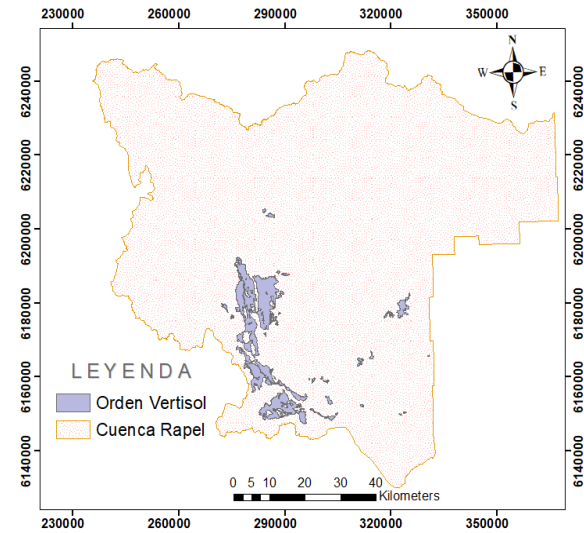 230000 260000 290000 320000 350000
N
W E
S
6240000 6240000
6220000 6220000
6200000 6200000
6180000 6180000
6160000 6160000
6140000 6140000
LEYENDA
Orden Vertisol
Cuenca Rapel
0 5 10 20 30 40
Kilometers
230000 260000 290000 320000 350000